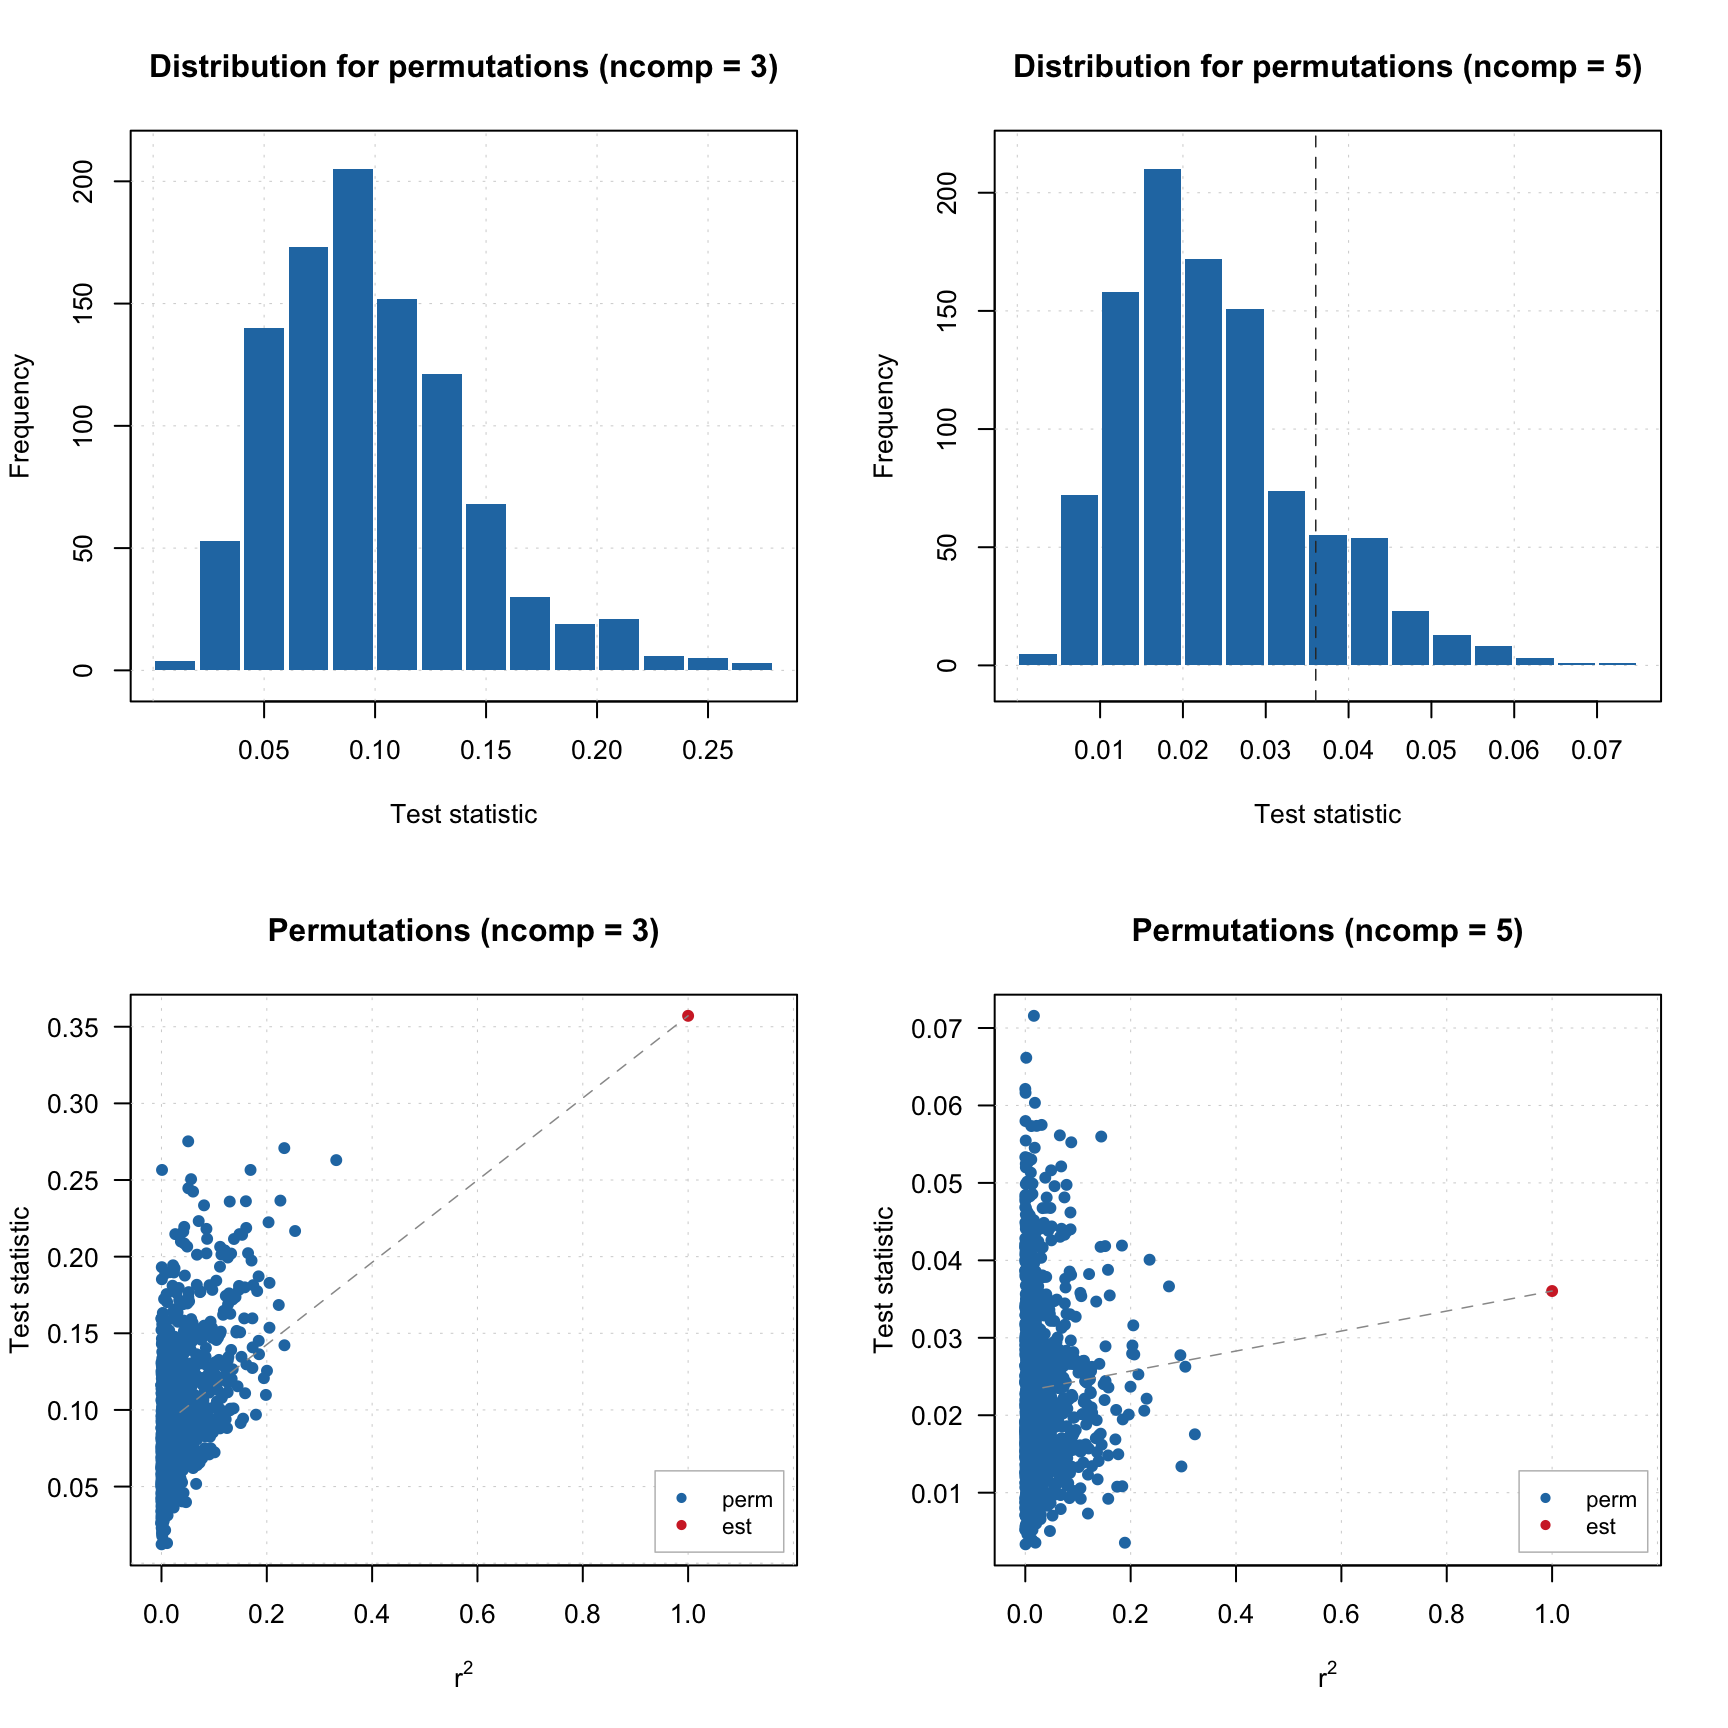 Distribution for permutations (ncomp = 3)
Frequency
200
150
100
50
0
0.05 0.10 0.15 0.20 0.25
Test statistic
Distribution for permutations (ncomp = 5)
Frequency
200
150
100
50
0
0.01 0.02 0.03 0.04 0.05 0.06 0.07
Test statistic
Permutations (ncomp = 3)
Test statistic
0.35
0.30
0.25
0.20
0.15
0.10
0.05
perm
est
0.0 0.2 0.4 0.6 0.8 1.0
r²
Permutations (ncomp = 5)
Test statistic
0.07
0.06
0.05
0.04
0.03
0.02
0.01
perm
est
0.0 0.2 0.4 0.6 0.8 1.0
r²